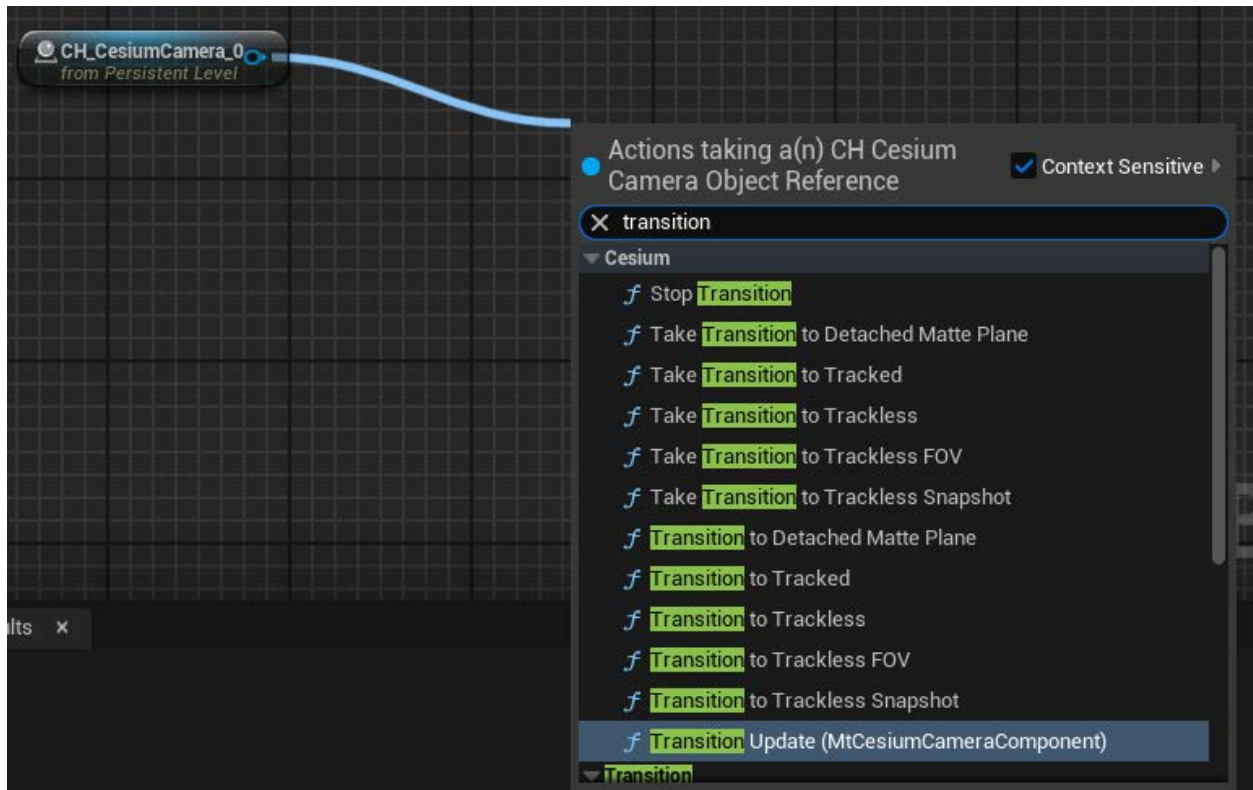 CH_CesiumCamera_0
from Persistent Level
Actions taking a(n) CH Cesium
Camera Object Reference
Context Sensitive
transition
Cesium
Stop Transition
Take Transition to Detached Matte Plane
Take Transition to Tracked
Take Transition to Trackless
Take Transition to Trackless FOV
Take Transition to Trackless Snapshot
Transition to Detached Matte Plane
Transition to Tracked
Transition to Trackless
Transition to Trackless FOV
Transition to Trackless Snapshot
Transition Update (MtCesiumCameraComponent)
Transition